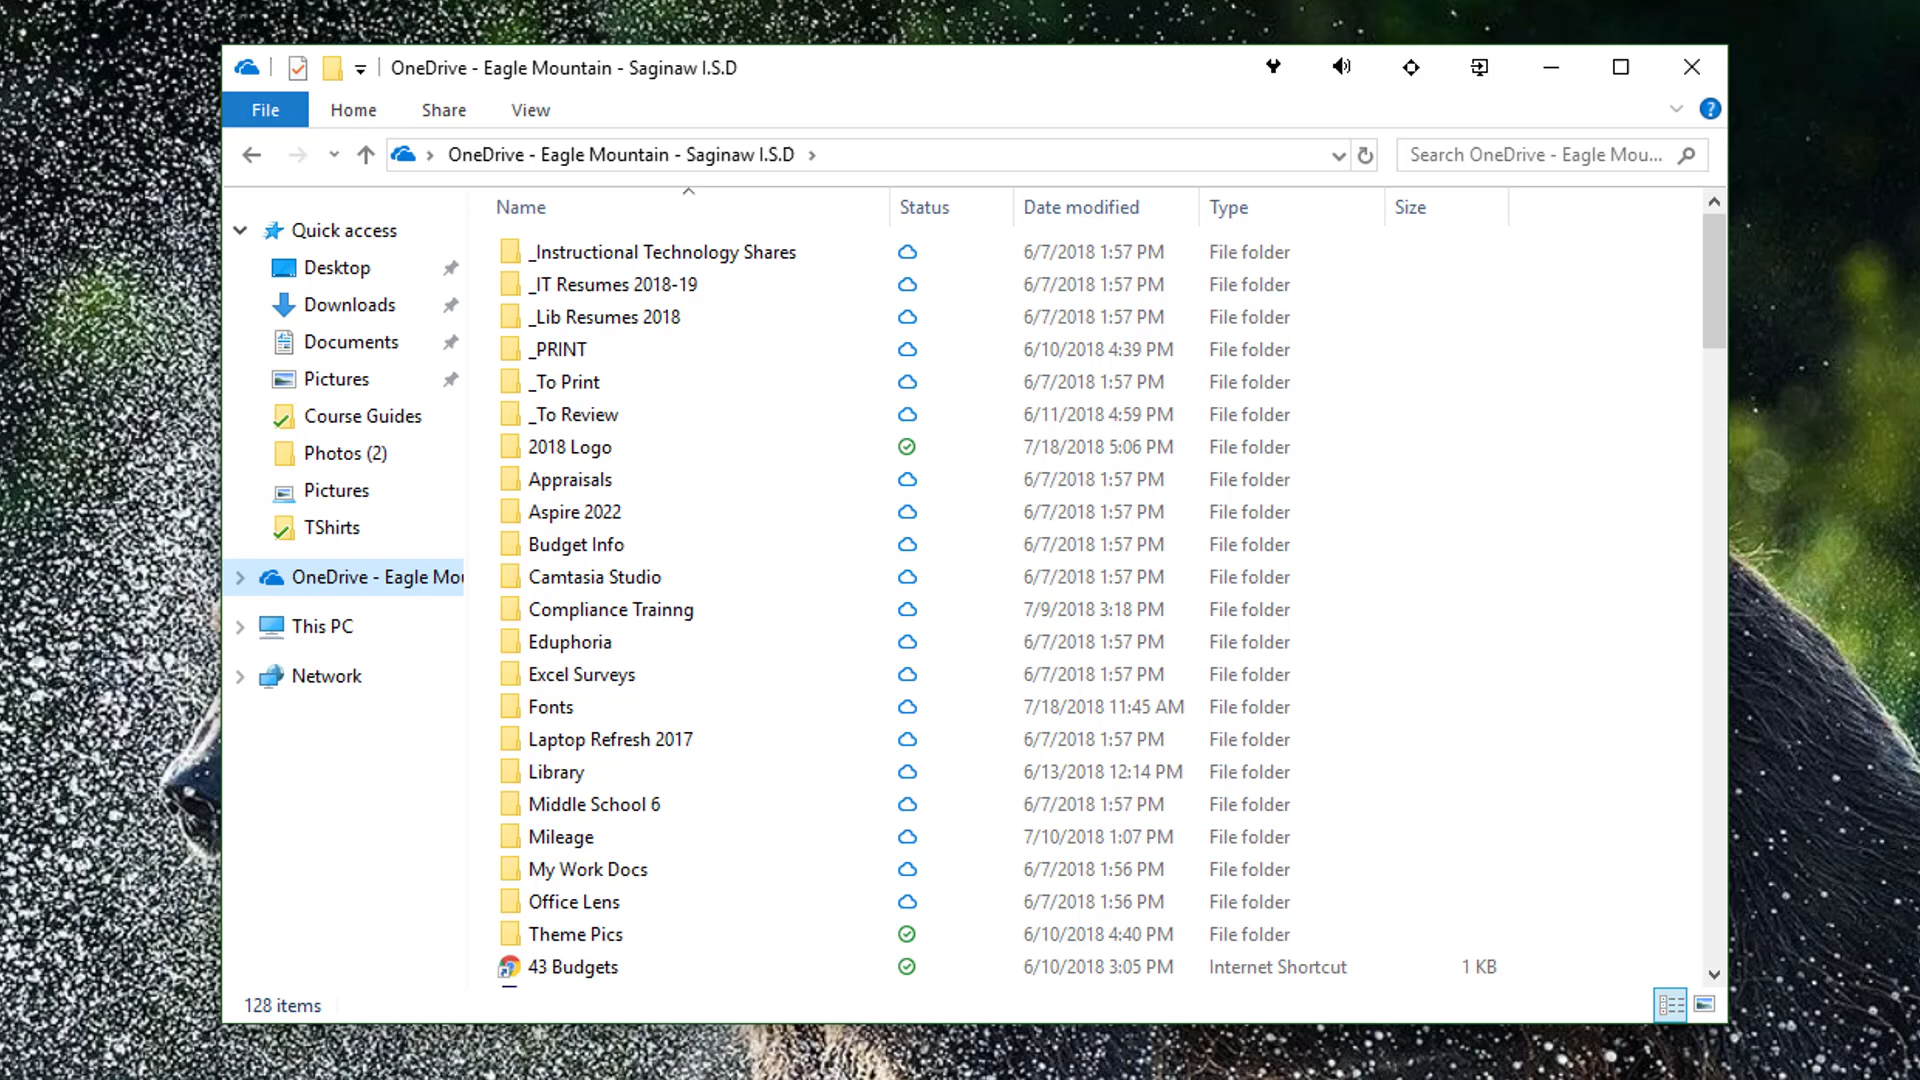 OneDrive - Eagle Mountain - Saginaw I.S.D
File Home Share View ?
OneDrive - Eagle Mountain - Saginaw I.S.D
Search OneDrive - Eagle Mou...
Name Status Date modified Type Size
Quick access
Desktop
Downloads
Documents
Pictures
Course Guides
Photos (2)
Pictures
TShirts
OneDrive - Eagle Mou
This PC
Network
_Instructional Technology Shares 6/7/2018 1:57 PM File folder
_IT Resumes 2018-19 6/7/2018 1:57 PM File folder
_Lib Resumes 2018 6/7/2018 1:57 PM File folder
_PRINT 6/10/2018 4:39 PM File folder
_To Print 6/7/2018 1:57 PM File folder
_To Review 6/11/2018 4:59 PM File folder
2018 Logo 7/18/2018 5:06 PM File folder
Appraisals 6/7/2018 1:57 PM File folder
Aspire 2022 6/7/2018 1:57 PM File folder
Budget Info 6/7/2018 1:57 PM File folder
Camtasia Studio 6/7/2018 1:57 PM File folder
Compliance Trainng 7/9/2018 3:18 PM File folder
Eduphoria 6/7/2018 1:57 PM File folder
Excel Surveys 6/7/2018 1:57 PM File folder
Fonts 7/18/2018 11:45 AM File folder
Laptop Refresh 2017 6/7/2018 1:57 PM File folder
Library 6/13/2018 12:14 PM File folder
Middle School 6 6/7/2018 1:57 PM File folder
Mileage 7/10/2018 1:07 PM File folder
My Work Docs 6/7/2018 1:56 PM File folder
Office Lens 6/7/2018 1:56 PM File folder
Theme Pics 6/10/2018 4:40 PM File folder
43 Budgets 6/10/2018 3:05 PM Internet Shortcut 1 KB
128 items